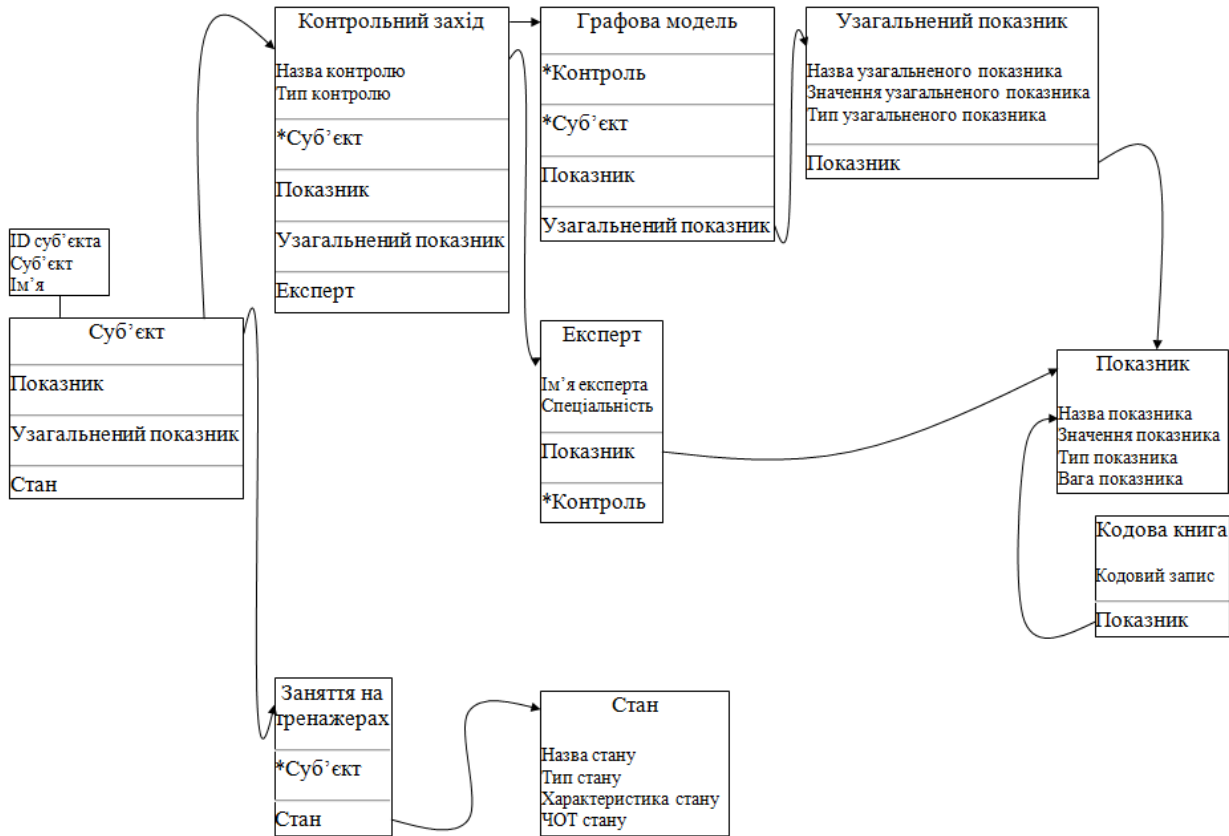 ID суб’єкта
Суб’єкт
Ім’я
Суб’єкт
Показник
Узагальнений показник
Стан
Контрольний захід
Назва контролю
Тип контролю
*Суб’єкт
Показник
Узагальнений показник
Експерт
Графова модель
*Контроль
*Суб’єкт
Показник
Узагальнений показник
Узагальнений показник
Назва узагальненого показника
Значення узагальненого показника
Тип узагальненого показника
Показник
Експерт
Ім’я експерта
Спеціальність
Показник
*Контроль
Показник
Назва показника
Значення показника
Тип показника
Вага показника
Кодова книга
Кодовий запис
Показник
Заняття на
тренажерах
*Суб’єкт
Стан
Стан
Назва стану
Тип стану
Характеристика стану
ЧОТ стану